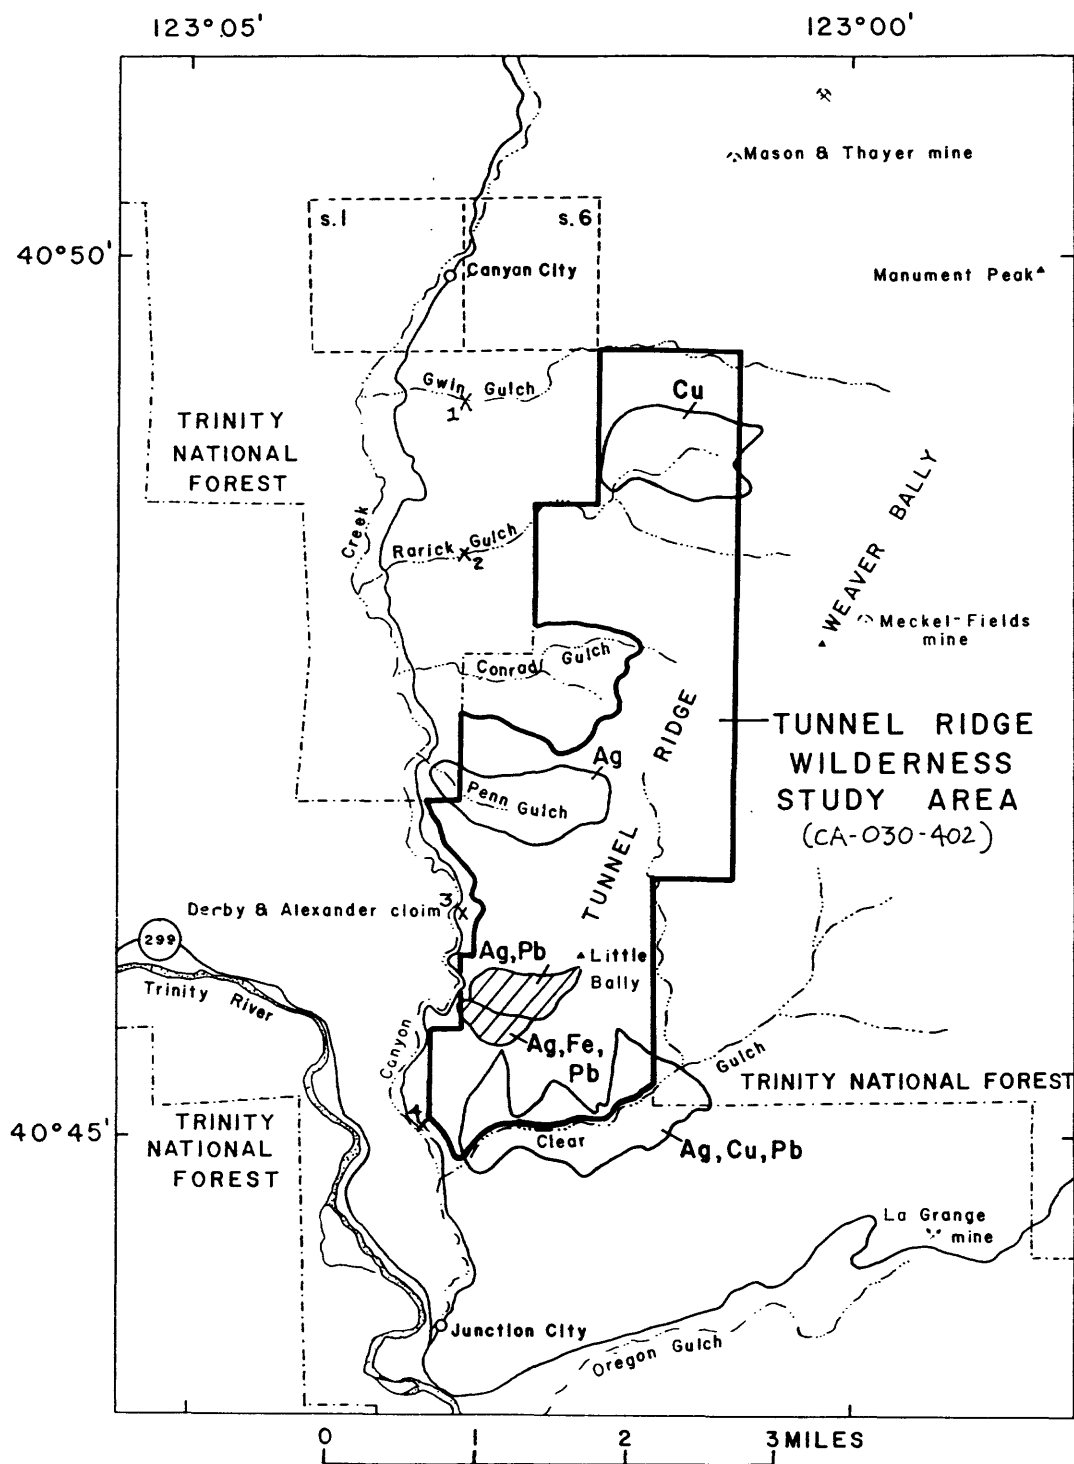 123°05' 123°00'
Mason & Thayer mine
s.1 s.6
40°50'
Canyon City
Manument Peak
Gwin Gulch
1
Cu
TRINITY
NATIONAL
FOREST
WEAVER BALLY
Creek
Rarick Gulch
2
Meckel-Fields
mine
Conrad Gulch
RIDGE
TUNNEL RIDGE
WILDERNESS
STUDY AREA
(CA-030-402)
Ag
Penn Gulch
TUNNEL
3
Derby & Alexander cloim
299
Ag,Pb
Little
Bally
Trinity River
Ag,Fe,
Pb
Canyon
Gulch
TRINITY NATIONAL FOREST
4
TRINITY
NATIONAL
FOREST
40°45'
Clear
Ag,Cu,Pb
La Grange
mine
Junction City
Oregon Gulch
0 1 2 3 MILES